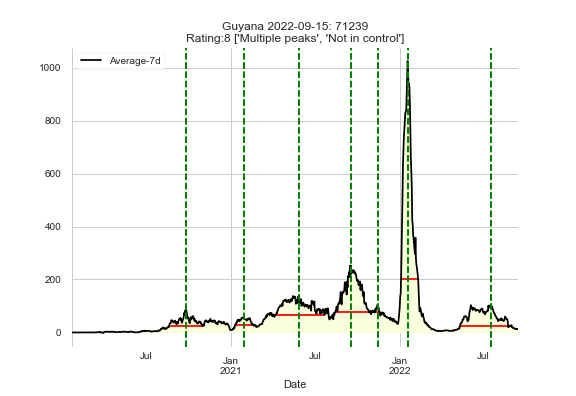 Guyana 2022-09-15: 71239
Rating:8 ['Multiple peaks', 'Not in control']
Average-7d
1000
800
600
400
200
0
Jul
Jan
2021
Jul
Jan
2022
Jul
Date